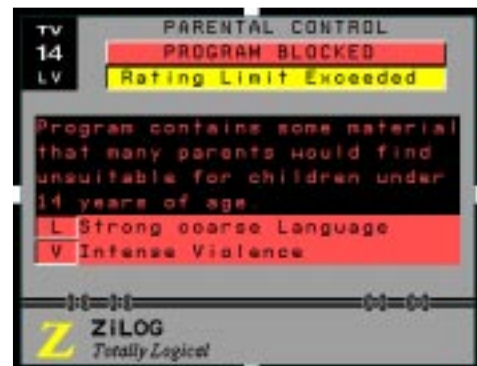 TV
14
L V
PARENTAL CONTROL
PROGRAM BLOCKED
Rating Limit Exceeded
Program contains some material
that many parents would find
unsuitable for children under
14 years of age.
L Strong coarse Language
V Intense Violence
Z ZiLOG
Totally Logical